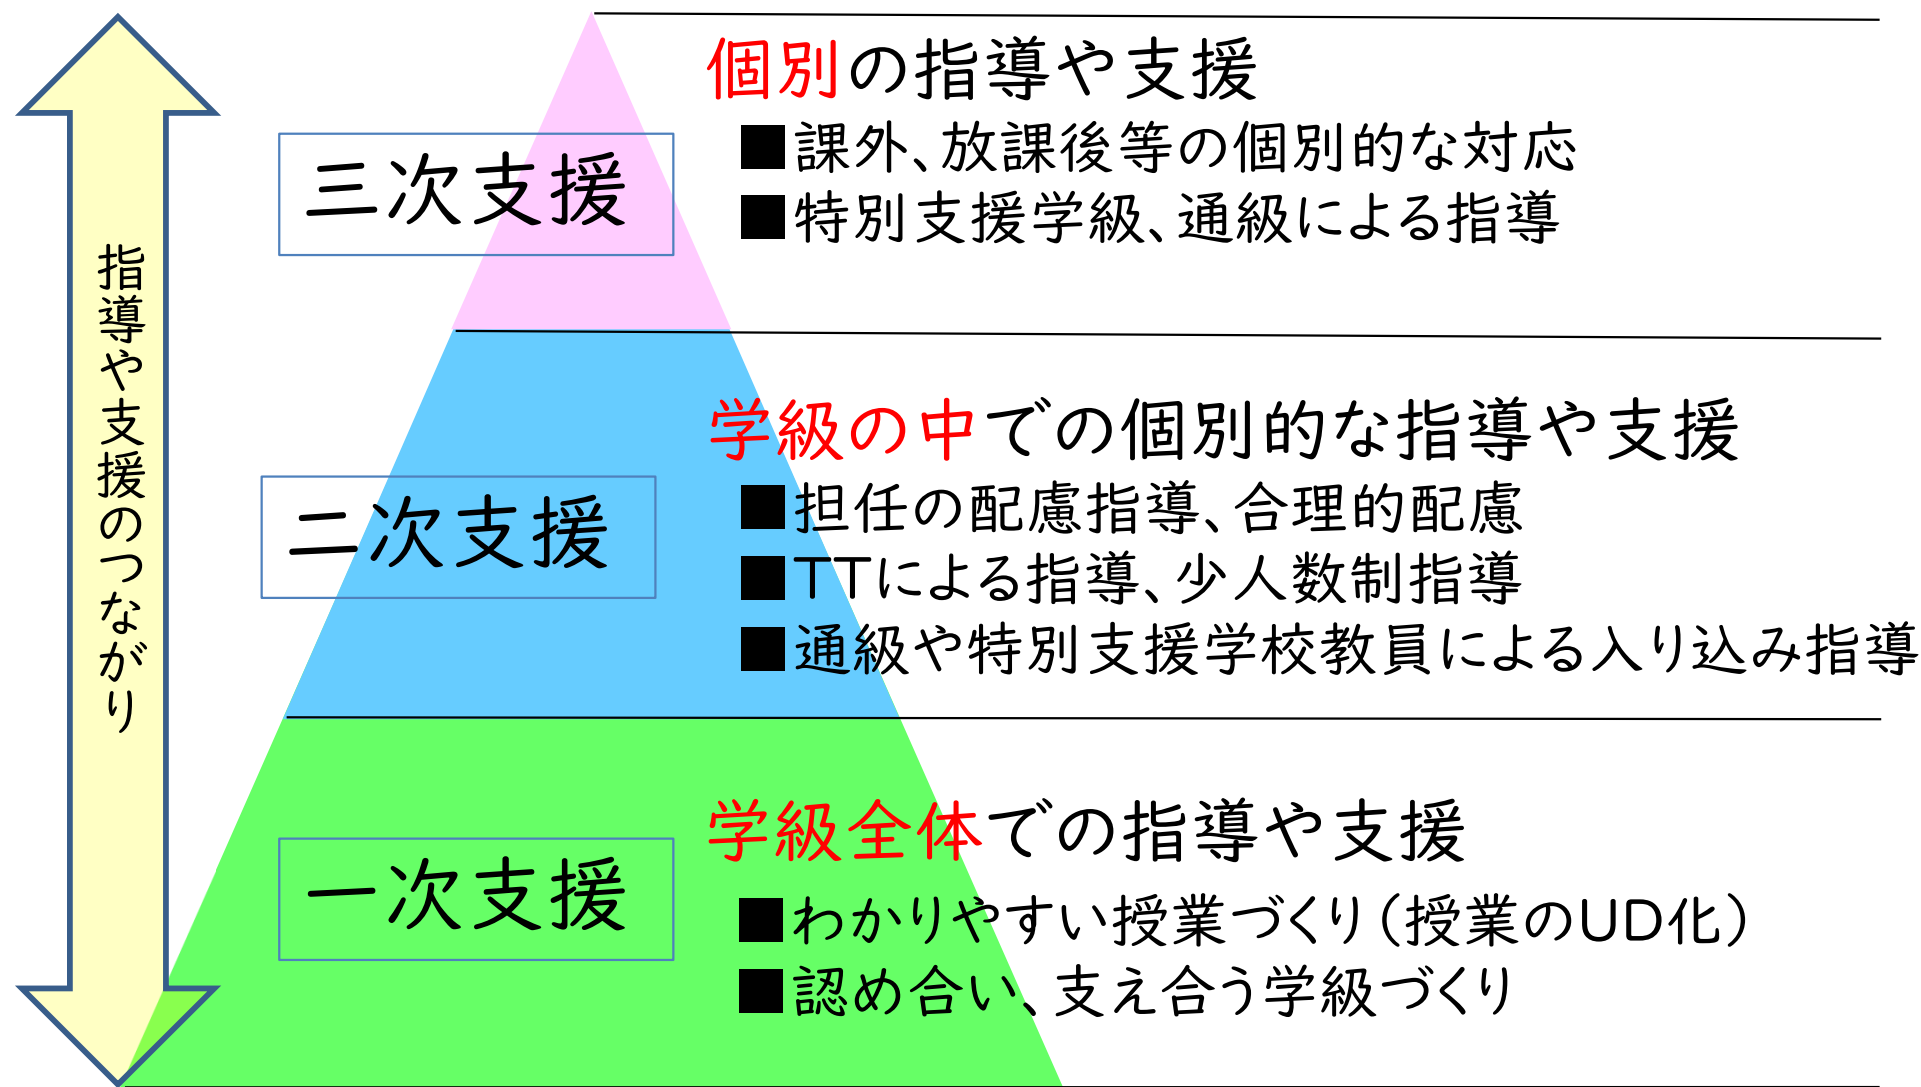 指導や支援のつながり
三次支援
個別の指導や支援
■課外、放課後等の個別的な対応
■特別支援学級、通級による指導
二次支援
学級の中での個別的な指導や支援
■担任の配慮指導、合理的配慮
■TTによる指導、少人数制指導
■通級や特別支援学校教員による入り込み指導
一次支援
学級全体での指導や支援
■わかりやすい授業づくり（授業のUD化）
■認め合い、支え合う学級づくり